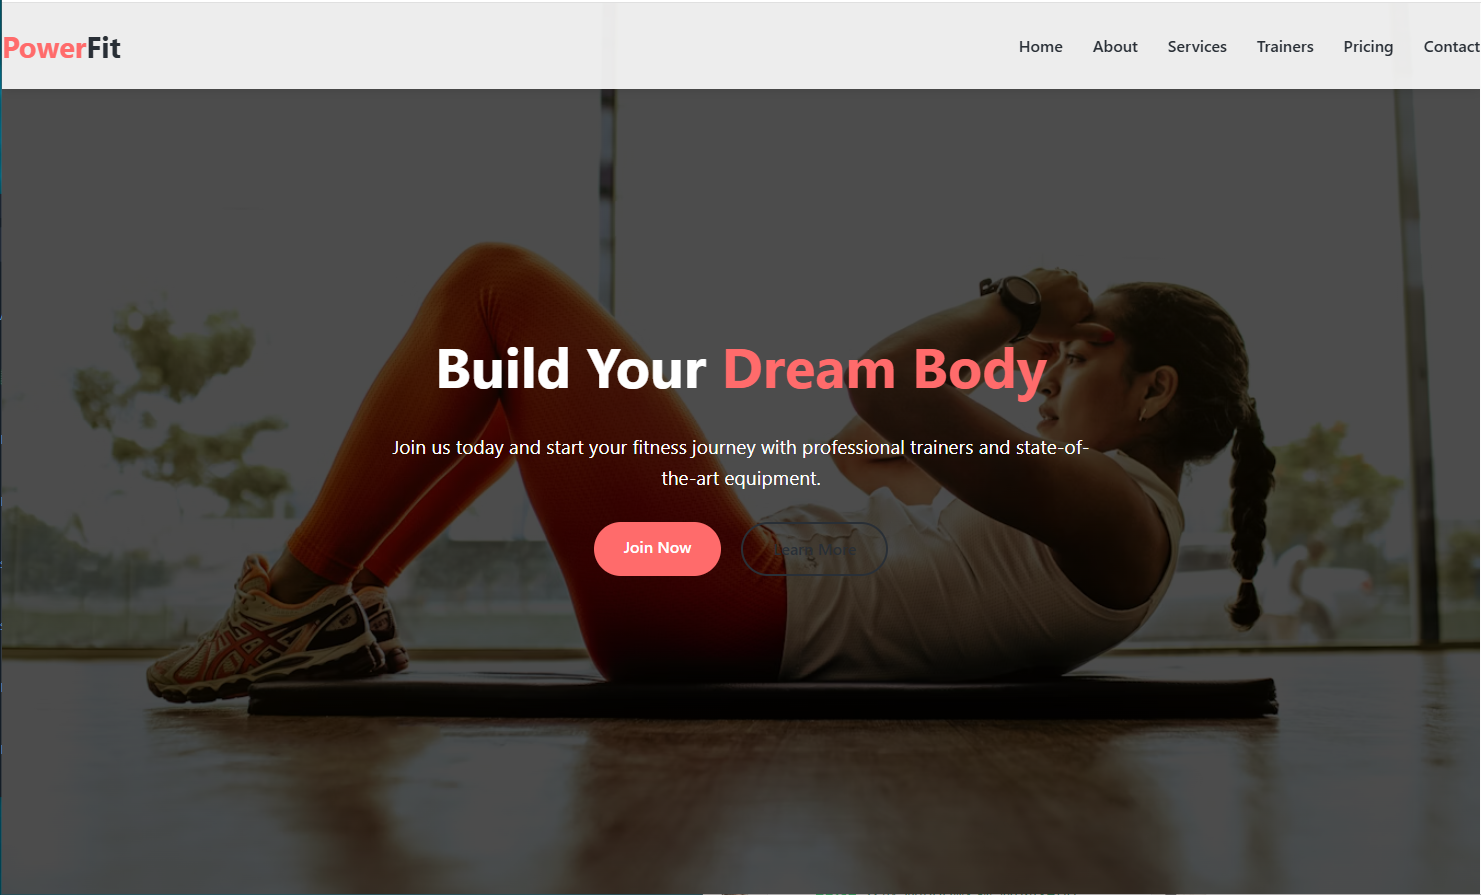 PowerFit
Home About Services Trainers Pricing Contact
Build Your Dream Body
Join us today and start your fitness journey with professional trainers and state-of-
the-art equipment.
Join Now Learn More